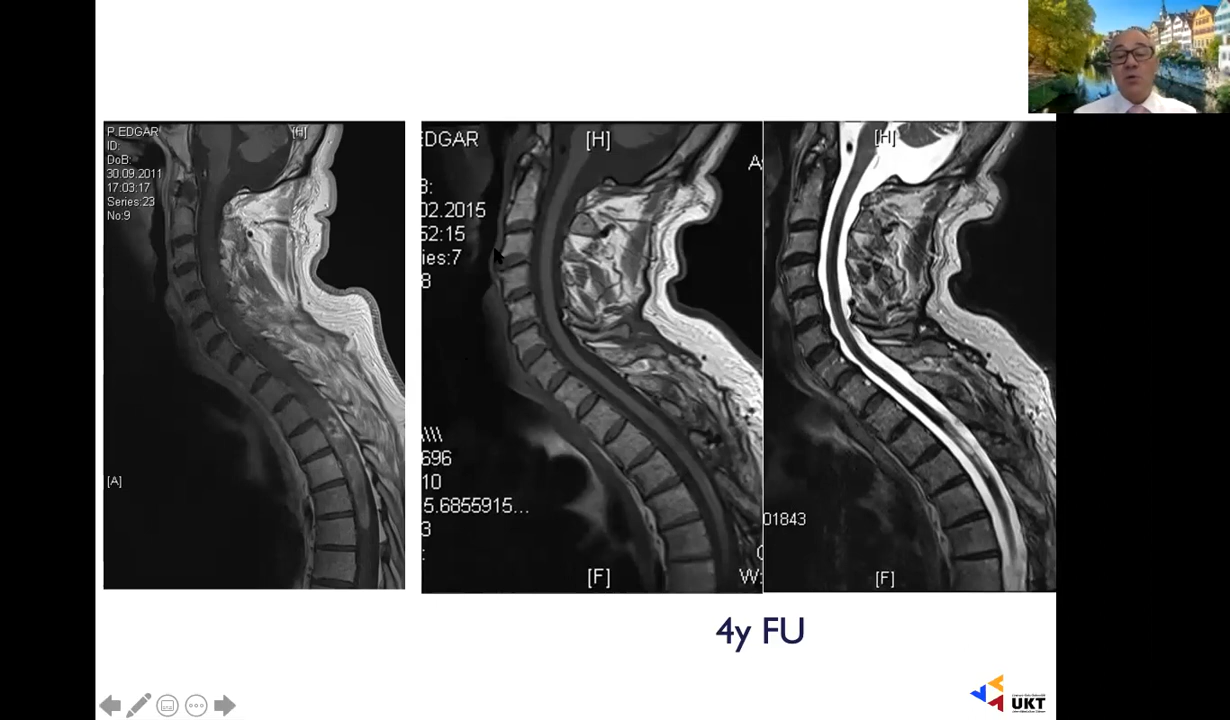 P.EDGAR
[H]
ID:
DoB:
30.09.2011
17:03:17
Series:23
No:9
[A]
EDGAR
[H]
A
B:
02.2015
52:15
ies:7
8
\\\
696
10
5.6855915...
3
:
[F]
W:
[H]
01843
[F]
4y FU
UKT